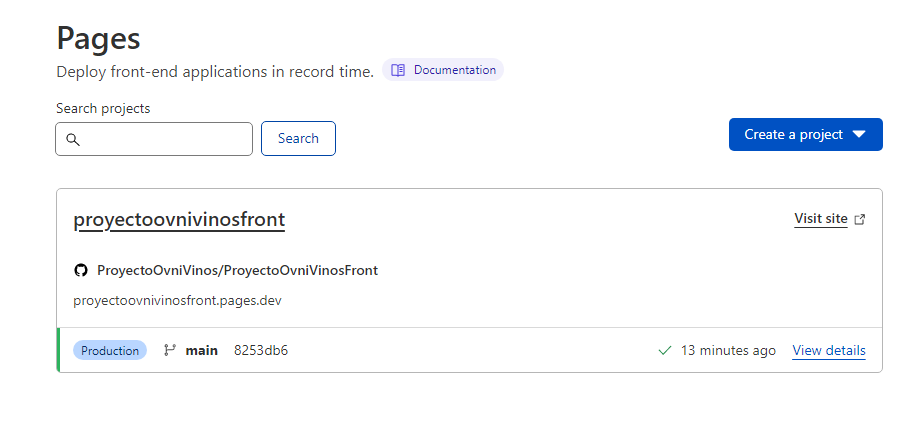 Pages
Deploy front-end applications in record time. Documentation
Search projects
Search
Create a project
proyectoovnivinosfront
Visit site
ProyectoOvniVinos/ProyectoOvniVinosFront
proyectoovnivinosfront.pages.dev
Production main 8253db6 13 minutes ago View details